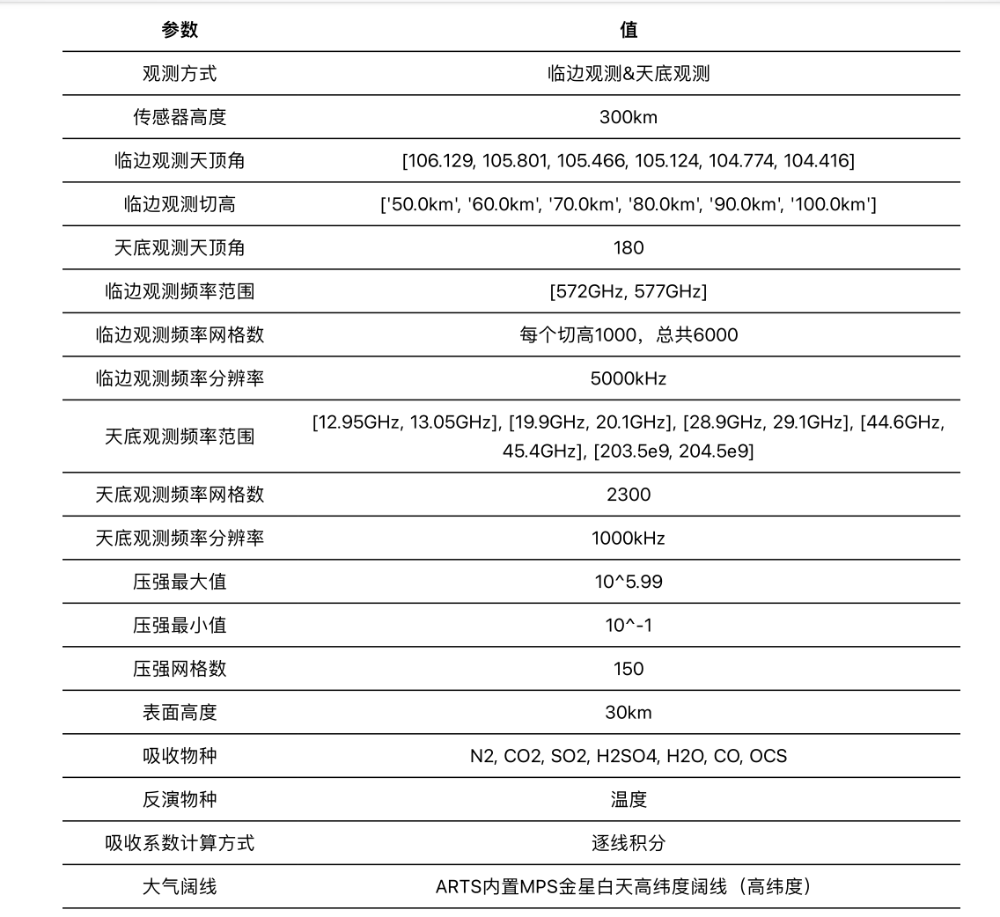 参数 值
观测方式 临边观测&天底观测
传感器高度 300km
临边观测天顶角 [106.129, 105.801, 105.466, 105.124, 104.774, 104.416]
临边观测切高 ['50.0km', '60.0km', '70.0km', '80.0km', '90.0km', '100.0km']
天底观测天顶角 180
临边观测频率范围 [572GHz, 577GHz]
临边观测频率网格数 每个切高1000，总共6000
临边观测频率分辨率 5000kHz
天底观测频率范围 [12.95GHz, 13.05GHz], [19.9GHz, 20.1GHz], [28.9GHz, 29.1GHz], [44.6GHz,
45.4GHz], [203.5e9, 204.5e9]
天底观测频率网格数 2300
天底观测频率分辨率 1000kHz
压强最大值 10^5.99
压强最小值 10^-1
压强网格数 150
表面高度 30km
吸收物种 N2, CO2, SO2, H2SO4, H2O, CO, OCS
反演物种 温度
吸收系数计算方式 逐线积分
大气阔线 ARTS内置MPS金星白天高纬度阔线（高纬度）